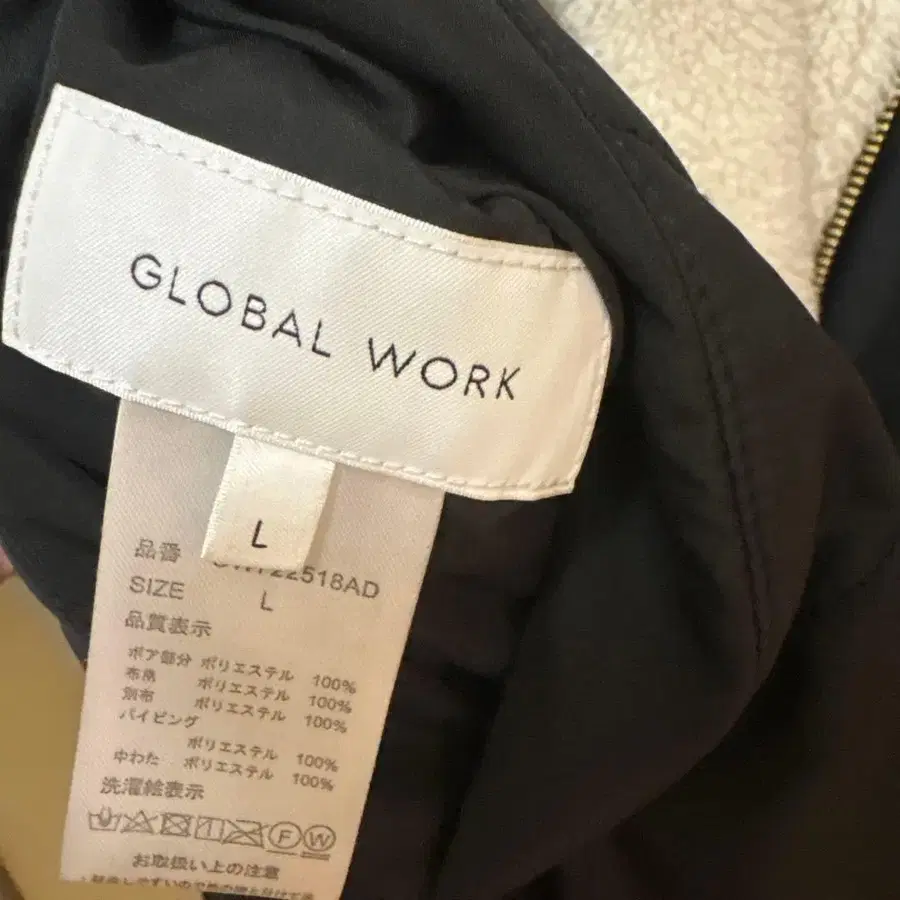 GLOBAL WORK
L
品番 22518AD
SIZE L
品質表示
ボア部分 ポリエステル 100%
布帛 ポリエステル 100%
別布 ポリエステル 100%
パイピング
ポリエステル 100%
中わた ポリエステル 100%
洗濯絵表示
F W
お取扱い上の注意